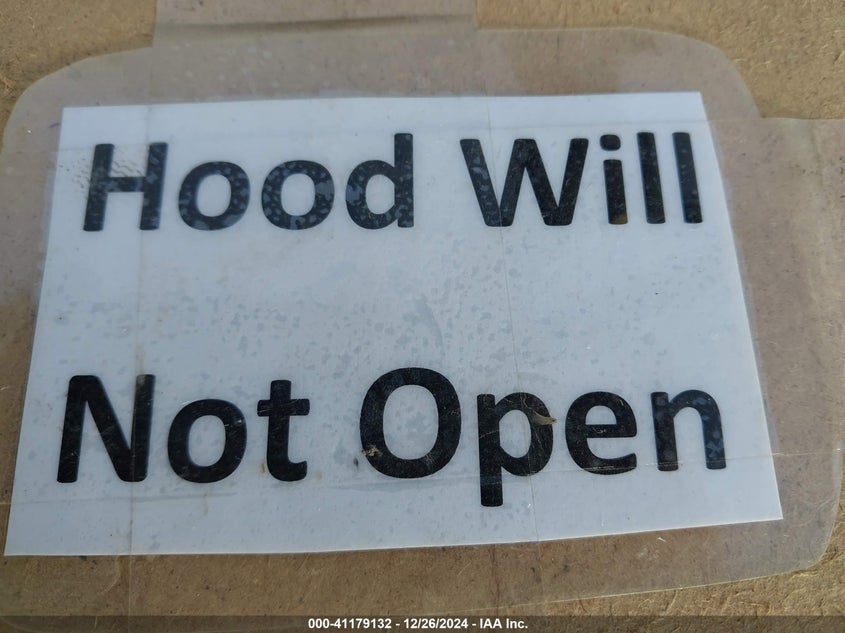 Hood Will
Not Open
000-41179132 - 12/26/2024 - IAA Inc.